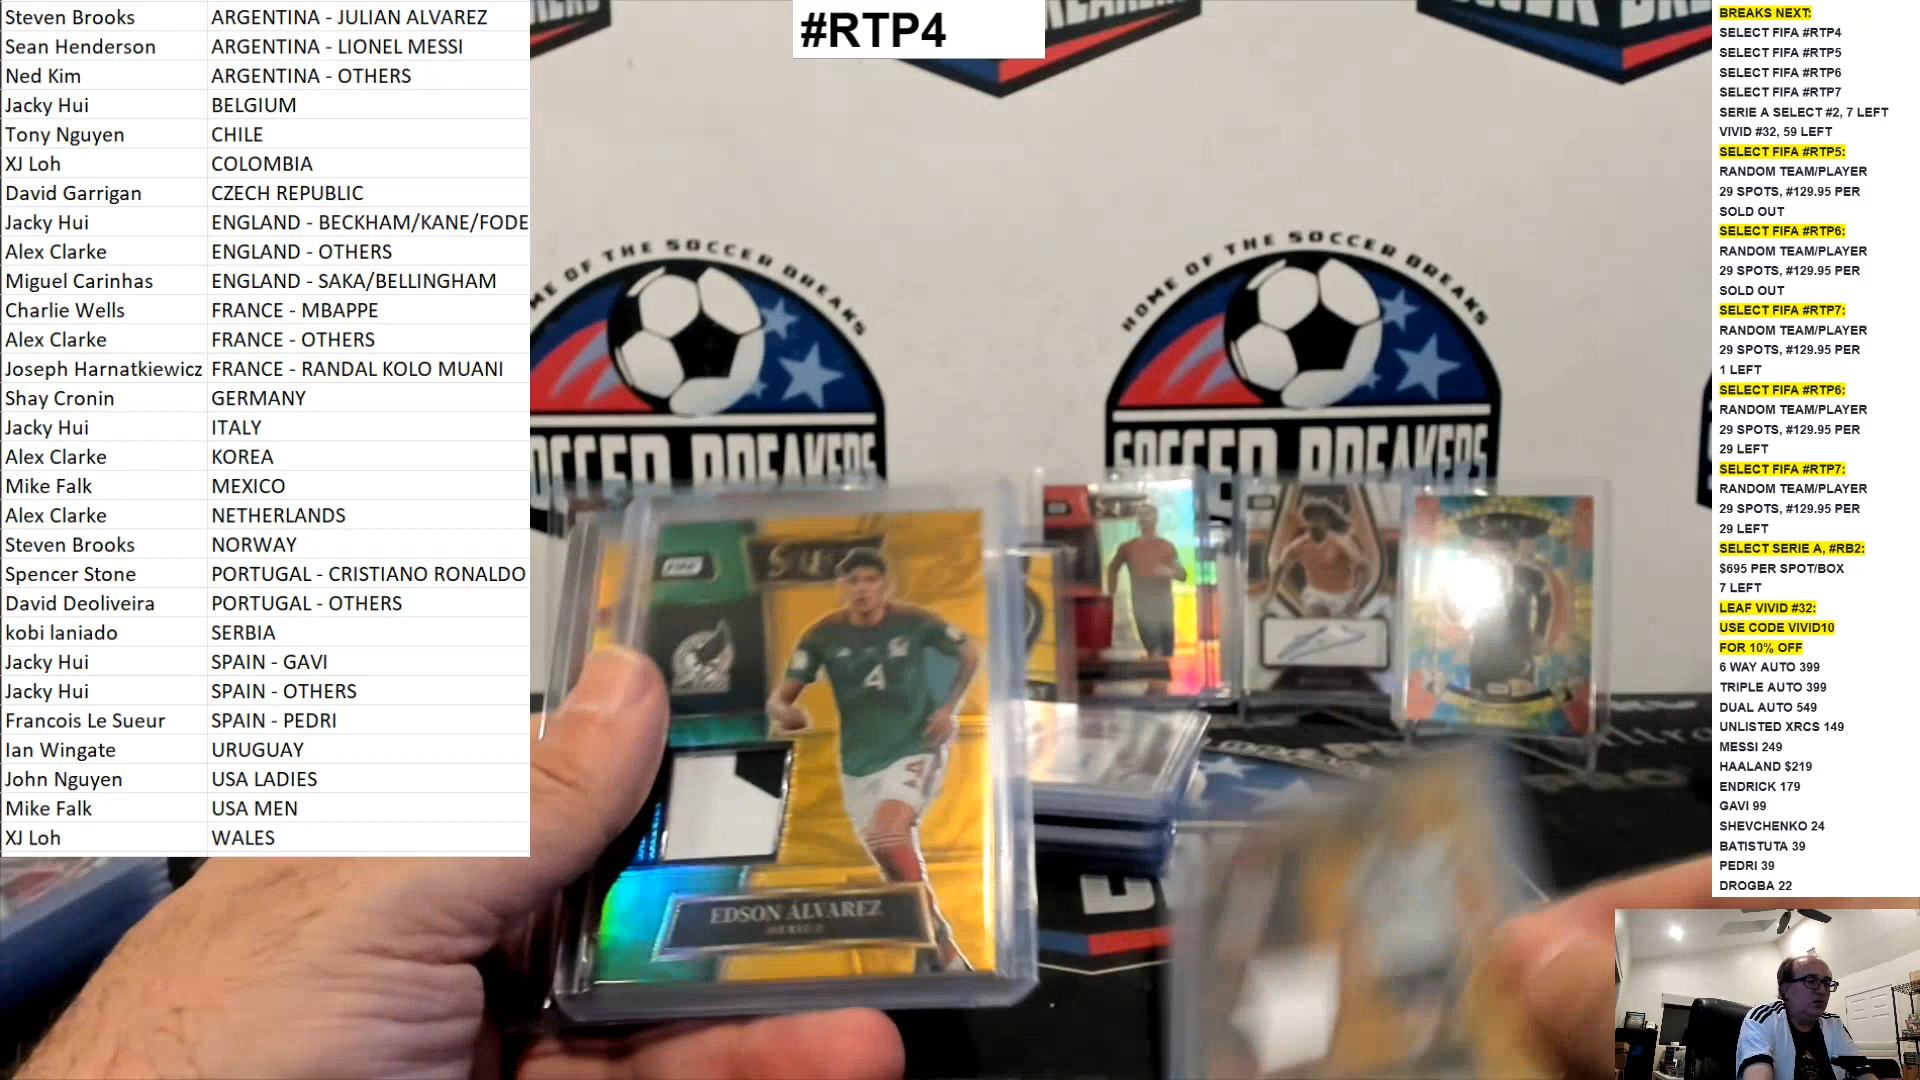 #RTP4
Steven Brooks ARGENTINA - JULIAN ALVAREZ
Sean Henderson ARGENTINA - LIONEL MESSI
Ned Kim ARGENTINA - OTHERS
Jacky Hui BELGIUM
Tony Nguyen CHILE
XJ Loh COLOMBIA
David Garrigan CZECH REPUBLIC
Jacky Hui ENGLAND - BECKHAM/KANE/FODE
Alex Clarke ENGLAND - OTHERS
Miguel Carinhas ENGLAND - SAKA/BELLINGHAM
Charlie Wells FRANCE - MBAPPE
Alex Clarke FRANCE - OTHERS
Joseph Harnatkiewicz FRANCE - RANDAL KOLO MUANI
Shay Cronin GERMANY
Jacky Hui ITALY
Alex Clarke KOREA
Mike Falk MEXICO
Alex Clarke NETHERLANDS
Steven Brooks NORWAY
Spencer Stone PORTUGAL - CRISTIANO RONALDO
David Deoliveira PORTUGAL - OTHERS
kobi laniado SERBIA
Jacky Hui SPAIN - GAVI
Jacky Hui SPAIN - OTHERS
Francois Le Sueur SPAIN - PEDRI
Ian Wingate URUGUAY
John Nguyen USA LADIES
Mike Falk USA MEN
XJ Loh WALES
OF THE SOCCER BREAKS
SOCCER BREAKERS
HOME OF THE SOCCER BREAKS
SOCCER BREAKERS
FIFA
SELECT
4
4
EDSON ÁLVAREZ
MEXICO
BREAKS NEXT:
SELECT FIFA #RTP4
SELECT FIFA #RTP5
SELECT FIFA #RTP6
SELECT FIFA #RTP7
SERIE A SELECT #2, 7 LEFT
VIVID #32, 59 LEFT
SELECT FIFA #RTP5:
RANDOM TEAM/PLAYER
29 SPOTS, #129.95 PER
SOLD OUT
SELECT FIFA #RTP6:
RANDOM TEAM/PLAYER
29 SPOTS, #129.95 PER
SOLD OUT
SELECT FIFA #RTP7:
RANDOM TEAM/PLAYER
29 SPOTS, #129.95 PER
1 LEFT
SELECT FIFA #RTP6:
RANDOM TEAM/PLAYER
29 SPOTS, #129.95 PER
29 LEFT
SELECT FIFA #RTP7:
RANDOM TEAM/PLAYER
29 SPOTS, #129.95 PER
29 LEFT
SELECT SERIE A, #RB2:
$695 PER SPOT/BOX
7 LEFT
LEAF VIVID #32:
USE CODE VIVID10
FOR 10% OFF
6 WAY AUTO 399
TRIPLE AUTO 399
DUAL AUTO 549
UNLISTED XRCS 149
MESSI 249
HAALAND $219
ENDRICK 179
GAVI 99
SHEVCHENKO 24
BATISTUTA 39
PEDRI 39
DROGBA 22